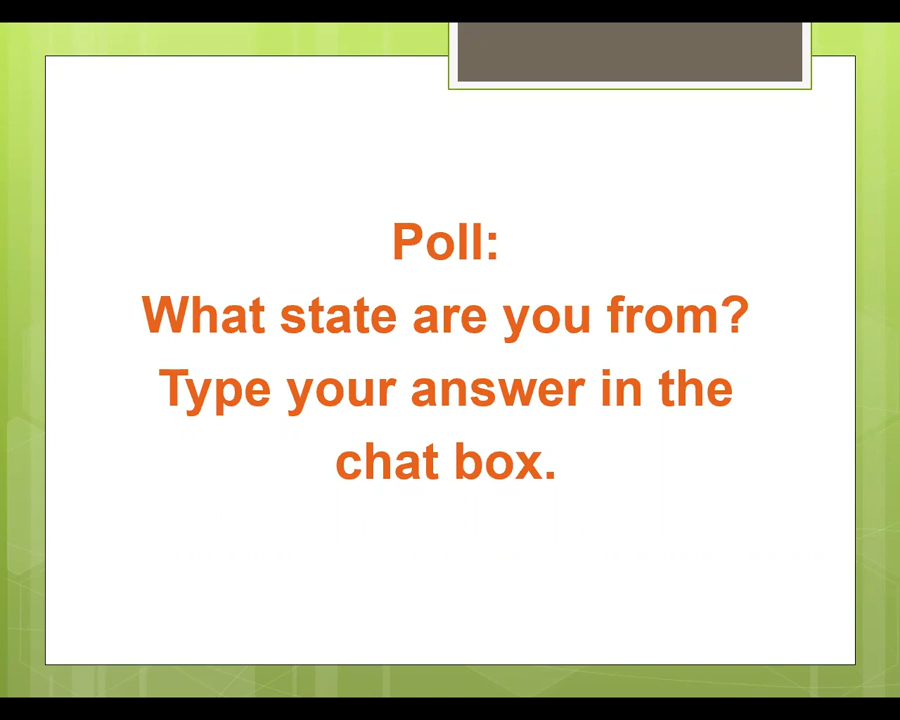 Poll:
What state are you from?
Type your answer in the
chat box.